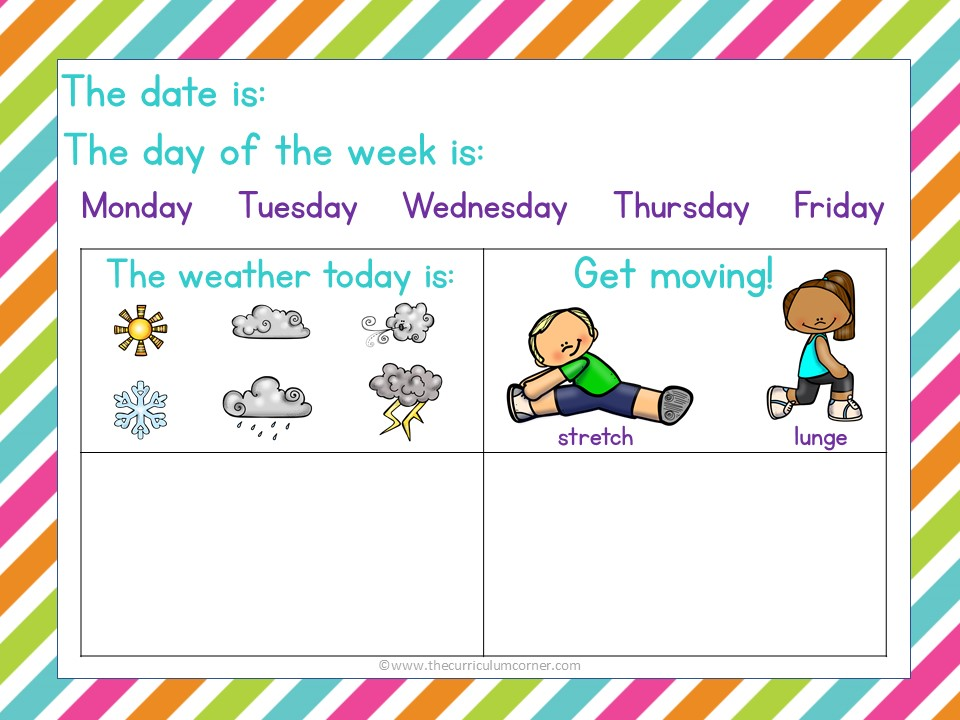 The date is:
The day of the week is:
Monday Tuesday Wednesday Thursday Friday
The weather today is:
Get moving!
stretch lunge
©www.thecurriculumcorner.com